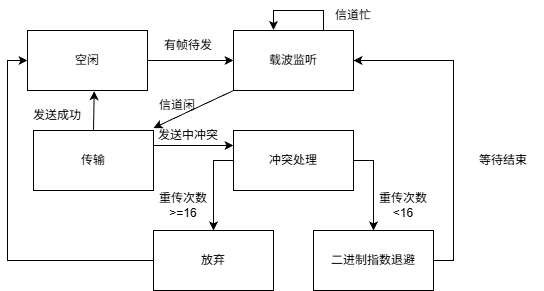 信道忙
有帧待发
空闲
载波监听
信道闲
发送成功
发送中冲突
传输
冲突处理
等待结束
重传次数
>=16
重传次数
<16
放弃
二进制指数退避